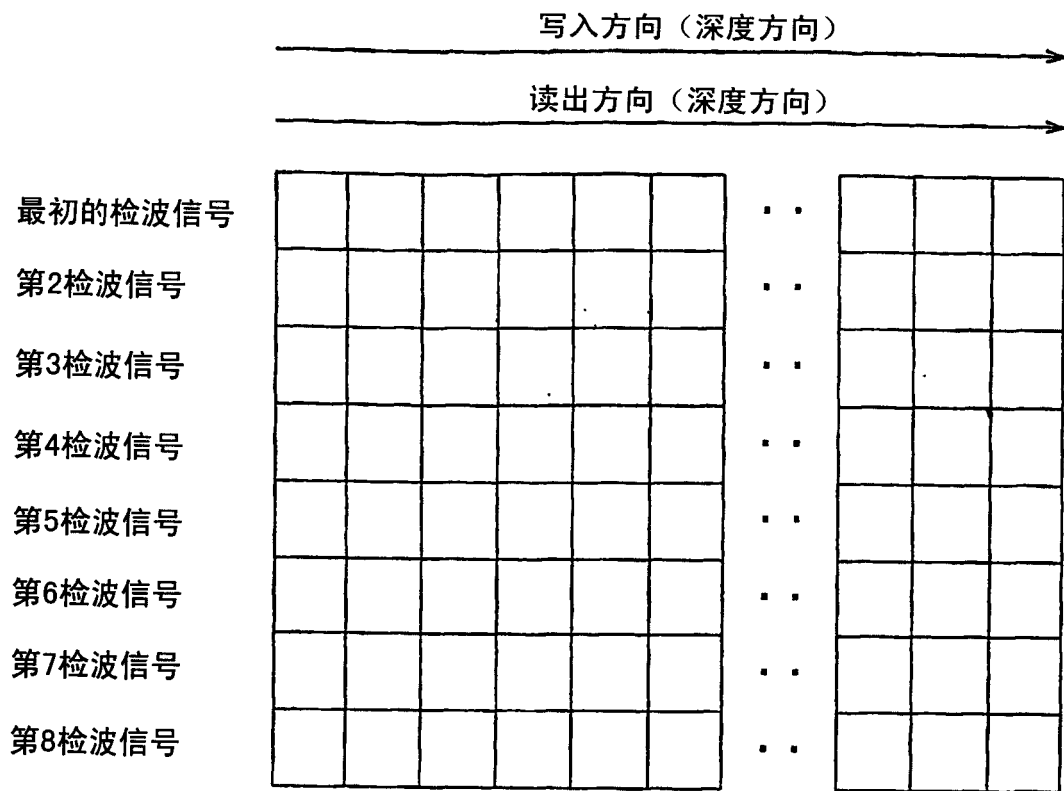 写入方向（深度方向）
读出方向（深度方向）
最初的检波信号
第2检波信号
第3检波信号
第4检波信号
第5检波信号
第6检波信号
第7检波信号
第8检波信号